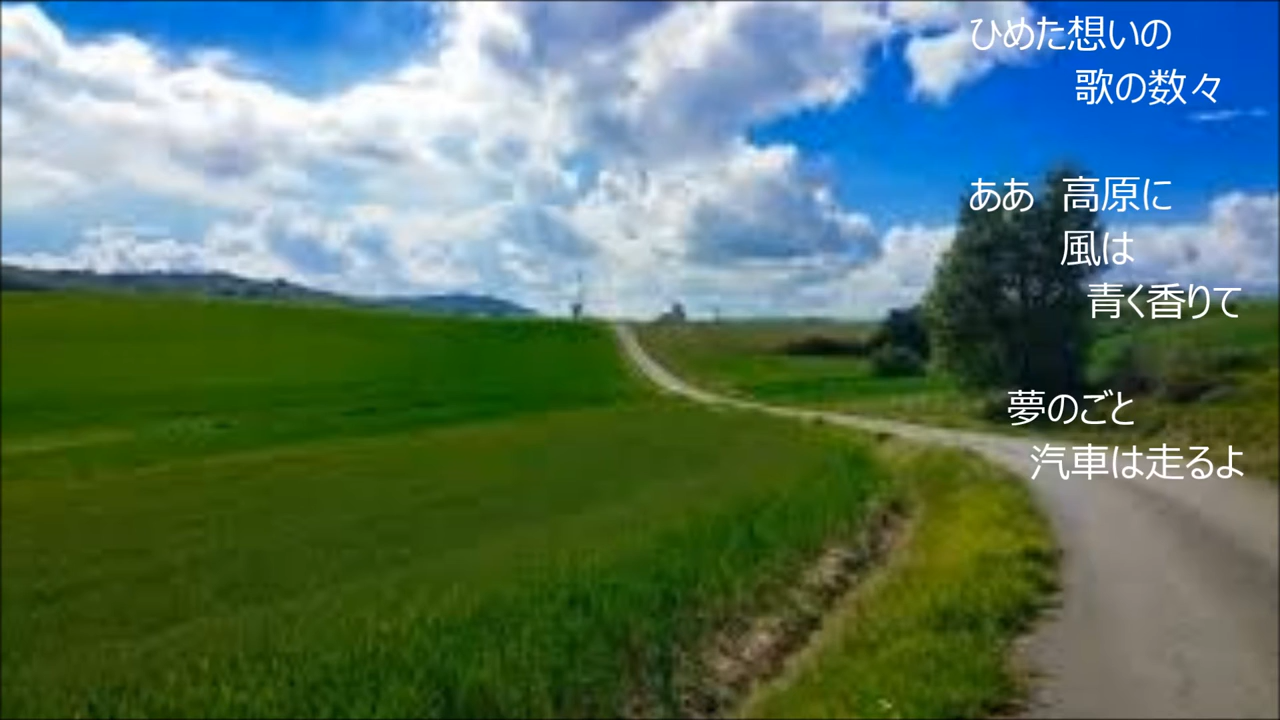 ひめた想いの
歌の数々
ああ　高原に
風は
青く香りて
夢のごと
汽車は走るよ